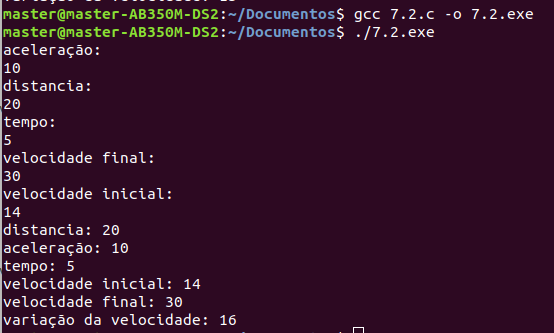 master@master-AB350M-DS2:~/Documentos$ gcc 7.2.c -o 7.2.exe
master@master-AB350M-DS2:~/Documentos$ ./7.2.exe
aceleração:
10
distancia:
20
tempo:
5
velocidade final:
30
velocidade inicial:
14
distancia: 20
aceleração: 10
tempo: 5
velocidade inicial: 14
velocidade final: 30
variação da velocidade: 16